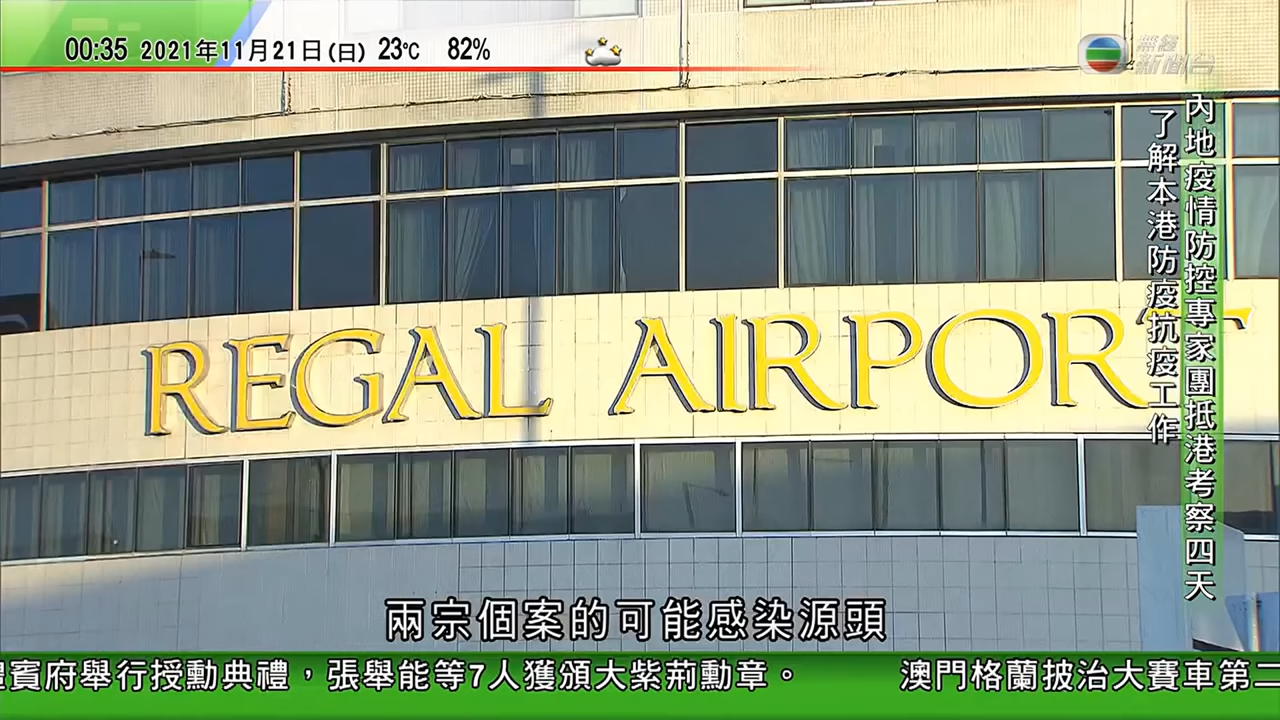 00:35 2021年11月21日(日) 23℃ 82%
無綫
新聞台
內地疫情防控專家團抵港考察四天
了解本港防疫抗疫工作
REGAL AIRPORT
兩宗個案的可能感染源頭
禮賓府舉行授勳典禮，張舉能等7人獲頒大紫荊勳章。 澳門格蘭披治大賽車第二